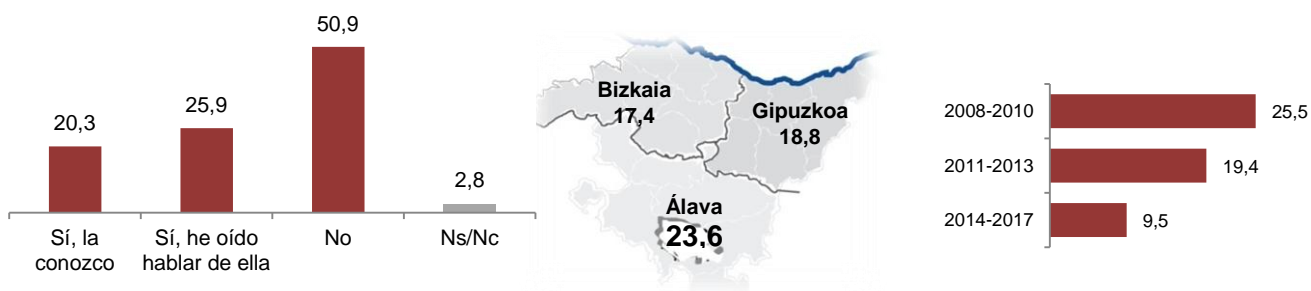 50,9
25,9
20,3
2,8
Sí, la
conozco
Sí, he oído
hablar de ella
No
Ns/Nc
Bizkaia
17,4
Gipuzkoa
18,8
Álava
23,6
2008-2010 25,5
2011-2013 19,4
2014-2017 9,5